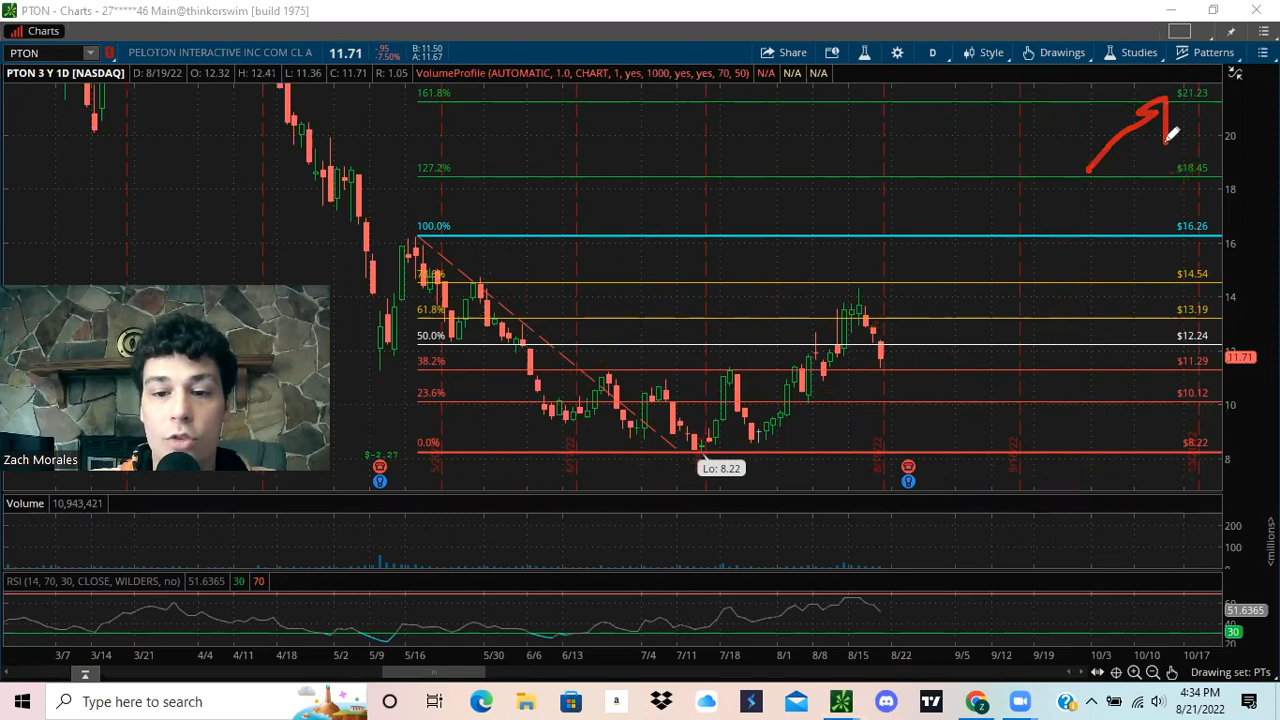 PTON - Charts - 27*****46 Main@thinkorswim [build 1975]
Charts
PTON PELOTON INTERACTIVE INC COM CL A 11.71 -.95 -7.50% B: 11.50 A: 11.67 Share D Style Drawings Studies Patterns
PTON 3 Y 1D [NASDAQ] D: 8/19/22 O: 12.32 H: 12.41 L: 11.36 C: 11.71 R: 1.05 VolumeProfile (AUTOMATIC, 1.0, CHART, 1, yes, 1000, yes, yes, 70, 50) N/A N/A N/A
161.8% $21.23
20
127.2% $18.45
18
100.0% $16.26
16
78.6% $14.54
14
61.8% $13.19
50.0% $12.24
12
11.71
38.2% $11.29
23.6% $10.12
10
0.0% $8.22
$-2.27
8
Lo: 8.22
Zach Morales
Volume 10,943,421
200
100
<millions>
RSI (14, 70, 30, CLOSE, WILDERS, no) 51.6365 30 70
51.6365
40
30
20
3/7 3/14 3/21 4/4 4/11 4/18 5/2 5/9 5/16 6/6 6/13 7/4 7/11 7/18 8/1 8/8 8/15 8/22 9/5 9/12 9/19 10/3 10/10 10/17
Drawing set: PTs
Type here to search
4:34 PM
8/21/2022